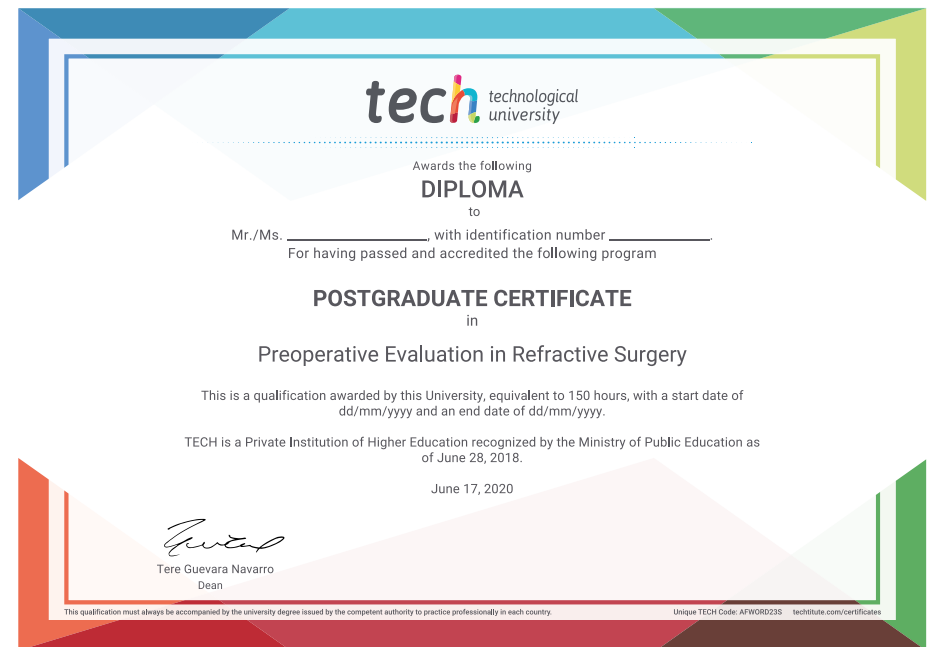 tech technological
university
Awards the following
DIPLOMA
to
Mr./Ms. ____________________, with identification number ______________.
For having passed and accredited the following program
POSTGRADUATE CERTIFICATE
in
Preoperative Evaluation in Refractive Surgery
This is a qualification awarded by this University, equivalent to 150 hours, with a start date of
dd/mm/yyyy and an end date of dd/mm/yyyy.
TECH is a Private Institution of Higher Education recognized by the Ministry of Public Education as
of June 28, 2018.
June 17, 2020
Tere Guevara Navarro
Dean
This qualification must always be accompanied by the university degree issued by the competent authority to practice professionally in each country.
Unique TECH Code: AFWORD23S techtitute.com/certificates